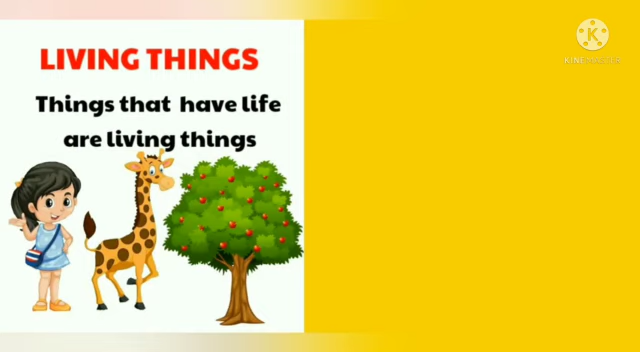 LIVING THINGS
Things that have life
are living things
K
KINEMASTER